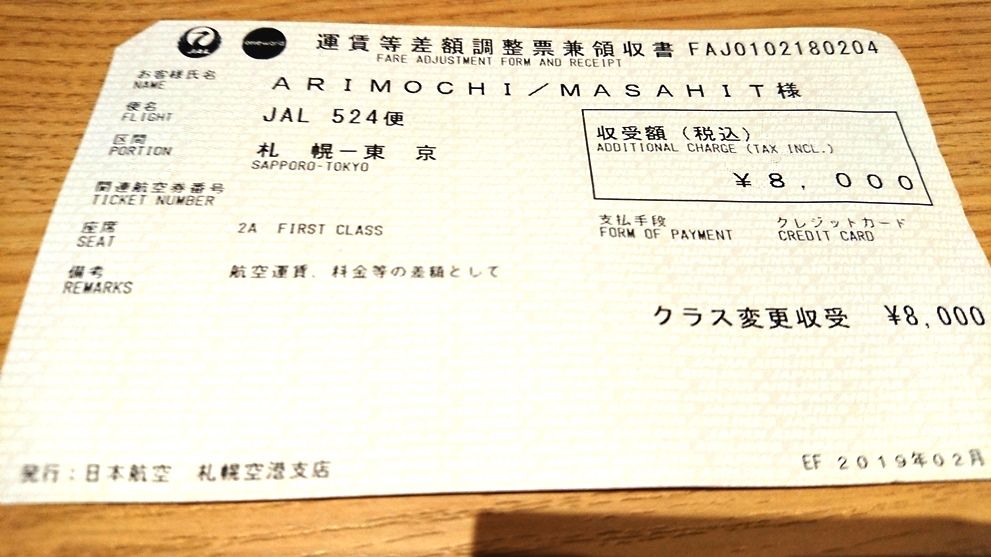 JAL oneworld 運賃等差額調整票兼領収書 FAJ0102180204
FARE ADJUSTMENT FORM AND RECEIPT
お客様氏名 ARIMOCHI/MASAHIT様
NAME
便名 JAL 524便
FLIGHT
区間 札 幌ー東 京
PORTION SAPPORO-TOKYO
収受額(税込)
ADDITIONAL CHARGE (TAX INCL.)
¥8,000
関連航空券番号
TICKET NUMBER
支払手段 クレジットカード
FORM OF PAYMENT CREDIT CARD
座席 2A FIRST CLASS
SEAT
備考 航空運賃、料金等の差額として
REMARKS
クラス変更収受 ¥8,000
発行:日本航空 札幌空港支店
EF 2019年02月